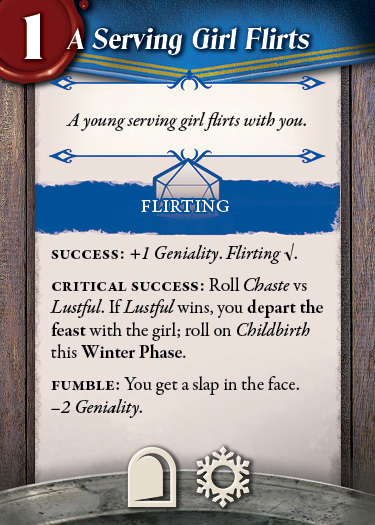 1 A Serving Girl Flirts
A young serving girl flirts with you.
FLIRTING
SUCCESS: +1 Geniality. Flirting √.
CRITICAL SUCCESS: Roll Chaste vs
Lustful. If Lustful wins, you depart the
feast with the girl; roll on Childbirth
this Winter Phase.
FUMBLE: You get a slap in the face.
–2 Geniality.